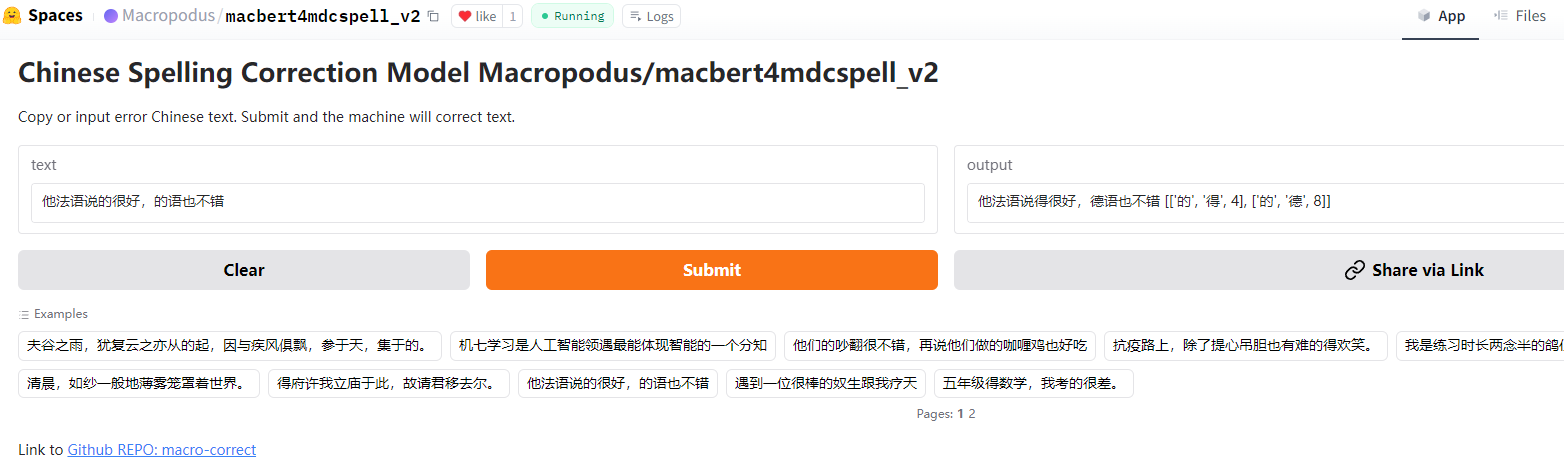 Spaces Macropodus/macbert4mdcspell_v2 like 1 Running Logs App Files
Chinese Spelling Correction Model Macropodus/macbert4mdcspell_v2
Copy or input error Chinese text. Submit and the machine will correct text.
text output
他法语说的很好，的语也不错 他法语说得很好，德语也不错 [['的', '得', 4], ['的', '德', 8]]
Clear Submit Share via Link
Examples
夫谷之雨，犹复云之亦从的起，因与疾风俱飘，参于天，集于的。 机七学习是人工智能领遇最能体现智能的一个分知 他们的吵翻很不错，再说他们做的咖喱鸡也好吃 抗疫路上，除了提心吊胆也有难的得欢笑。 我是练习时长两念半的鸽
清晨，如纱一般地薄雾笼罩着世界。 得府许我立庙于此，故请君移去尔。 他法语说的很好，的语也不错 遇到一位很棒的奴生跟我疗天 五年级得数学，我考的很差。
Pages: 1 2
Link to Github REPO: macro-correct